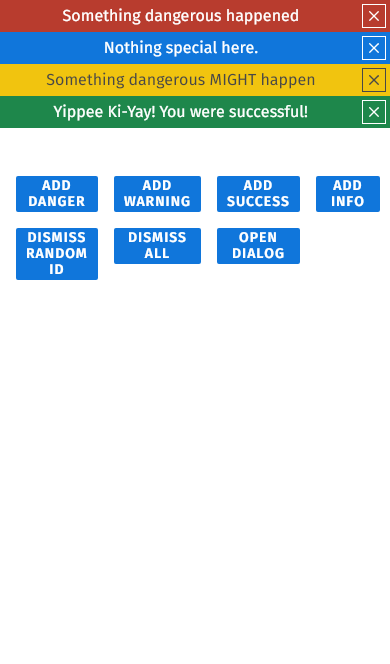 Something dangerous happened
Nothing special here.
Something dangerous MIGHT happen
Yippee Ki-Yay! You were successful!
ADD
DANGER
ADD
WARNING
ADD
SUCCESS
ADD
INFO
DISMISS
RANDOM
ID
DISMISS
ALL
OPEN
DIALOG